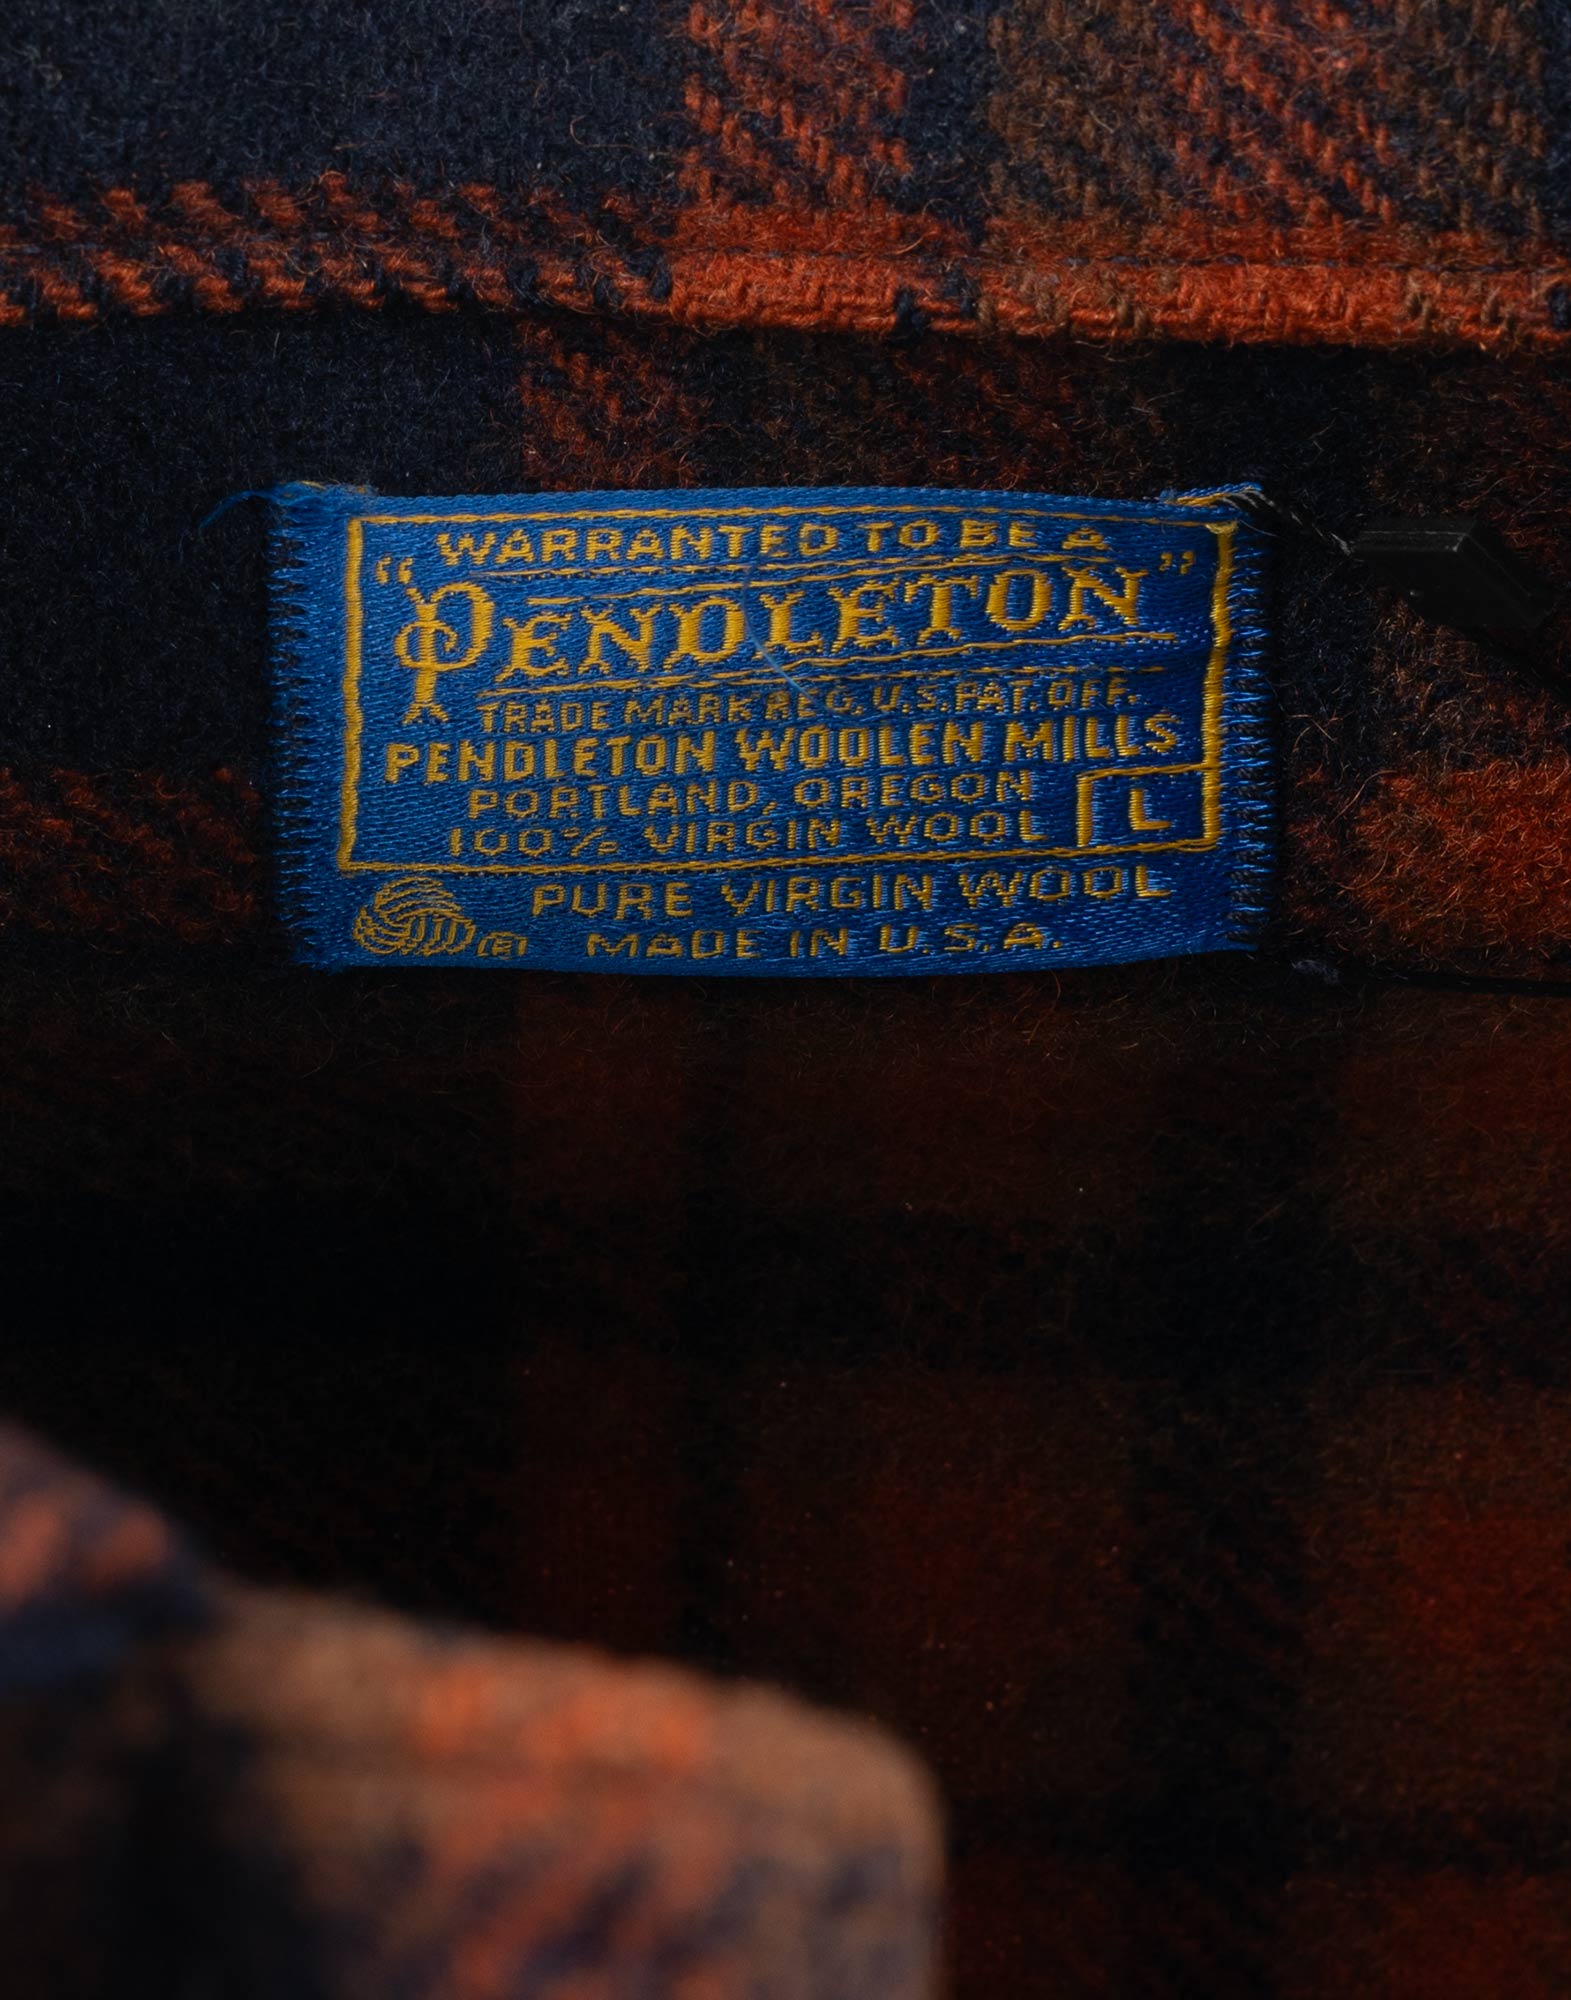 WARRANTED TO BE A
"PENDLETON"
TRADE MARK REG. U.S. PAT. OFF.
PENDLETON WOOLEN MILLS
PORTLAND, OREGON
100% VIRGIN WOOL L
PURE VIRGIN WOOL
® MADE IN U.S.A.